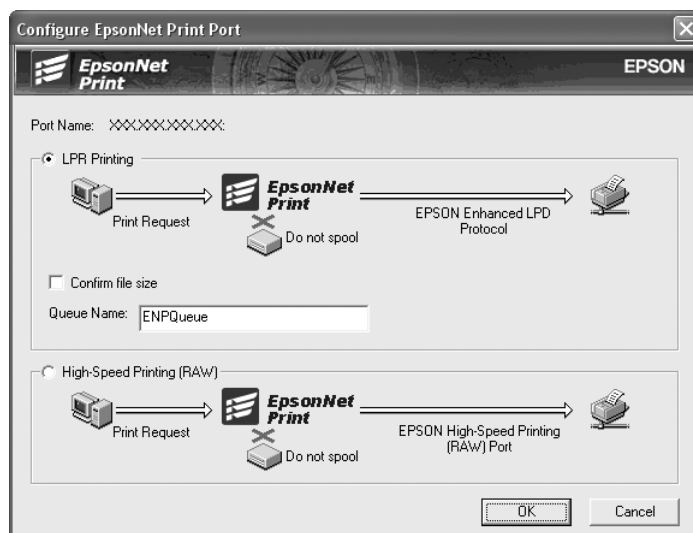 Configure EpsonNet Print Port
EpsonNet
Print
EPSON
Port Name: XXX.XXX.XXX.XXX:
LPR Printing
EpsonNet
Print
Print Request
EPSON Enhanced LPD
Protocol
Do not spool
Confirm file size
Queue Name: ENPQueue
High-Speed Printing (RAW)
EpsonNet
Print
Print Request
EPSON High-Speed Printing
(RAW) Port
Do not spool
OK
Cancel